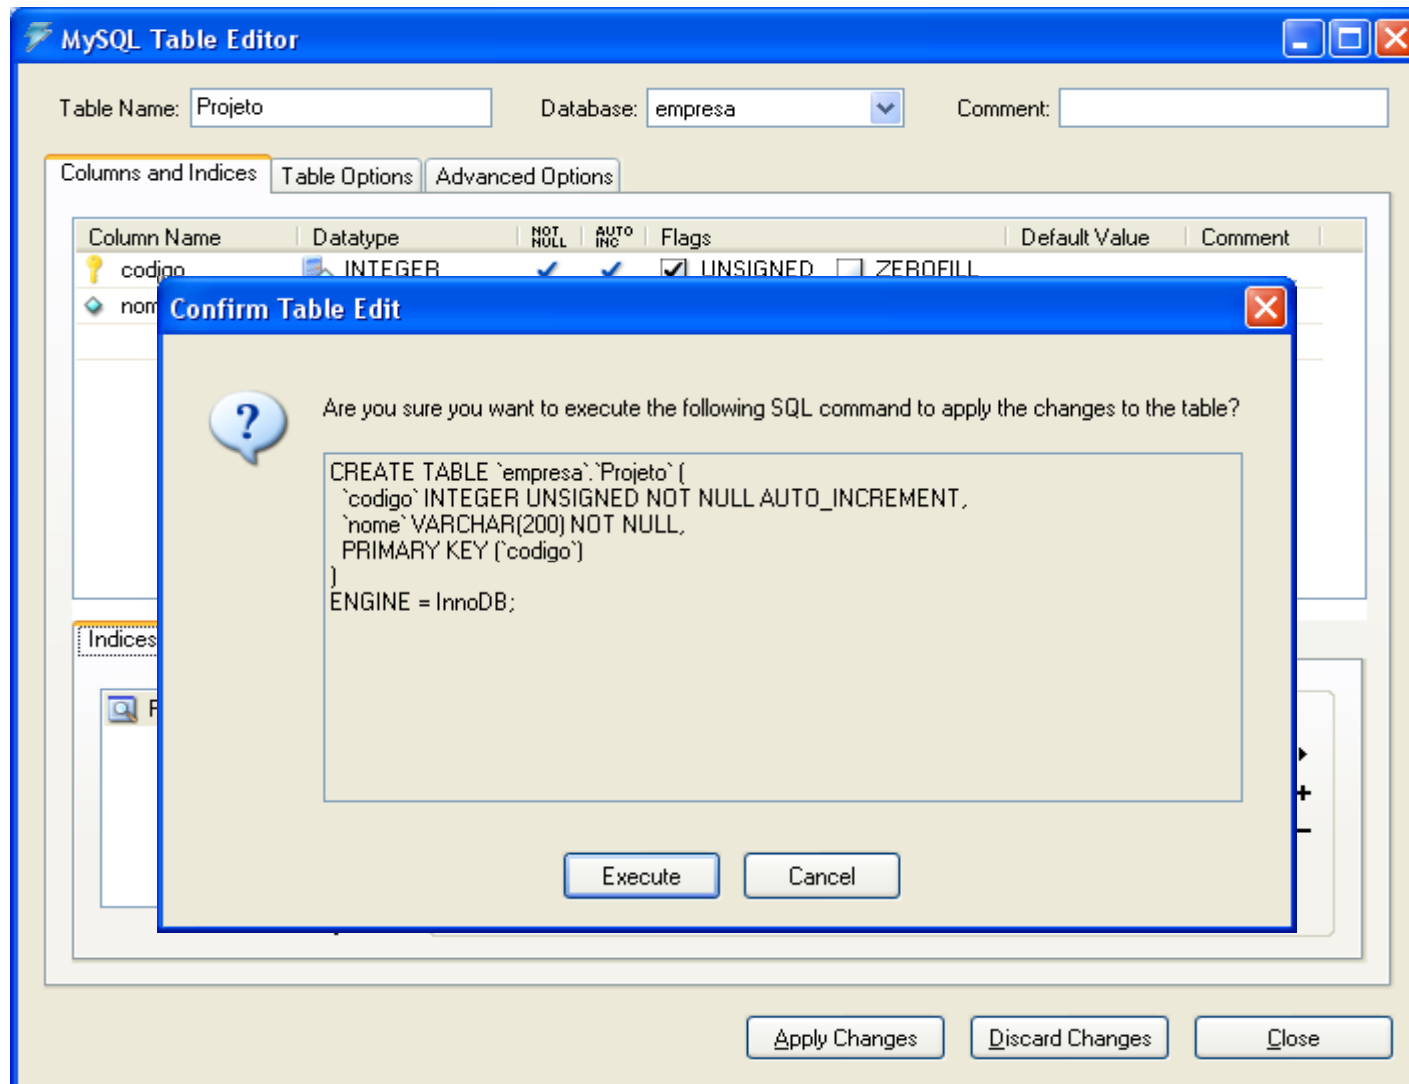 MySQL Table Editor
Table Name: Projeto Database: empresa Comment:
Columns and Indices Table Options Advanced Options
Column Name Datatype NOT NULL AUTO INC Flags Default Value Comment
codigo INTEGER UNSIGNED ZEROFILL
Confirm Table Edit
Are you sure you want to execute the following SQL command to apply the changes to the table?
CREATE TABLE `empresa`.`Projeto` (
`codigo` INTEGER UNSIGNED NOT NULL AUTO_INCREMENT,
`nome` VARCHAR(200) NOT NULL,
PRIMARY KEY (`codigo`)
)
ENGINE = InnoDB;
Indices
Execute Cancel
Apply Changes Discard Changes Close